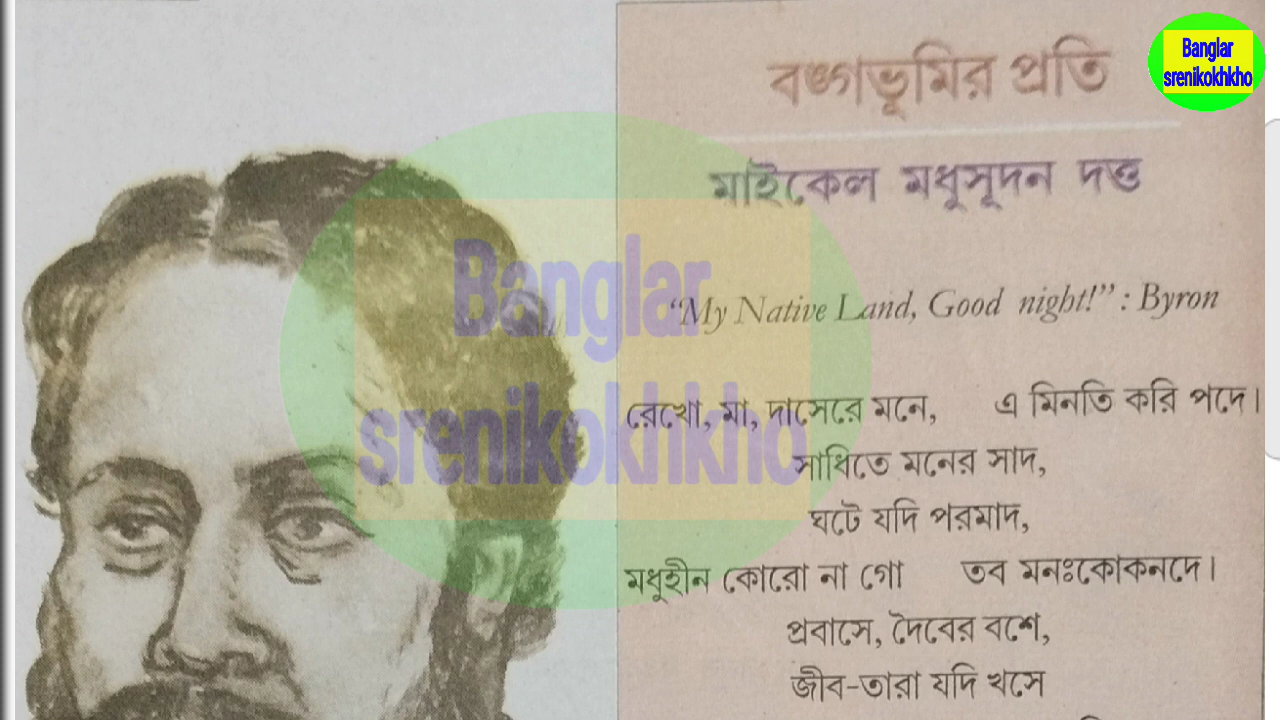 বঙ্গভূমির প্রতি
Banglar
srenikokhkho
মাইকেল মধুসূদন দত্ত
Banglar
srenikokhkho
“My Native Land, Good night!” : Byron
রেখো, মা, দাসেরে মনে, এ মিনতি করি পদে।
সাধিতে মনের সাদ,
ঘটে যদি পরমাদ,
মধুহীন কোরো না গো তব মনঃকোকনদে।
প্রবাসে, দৈবের বশে,
জীব-তারা যদি খসে